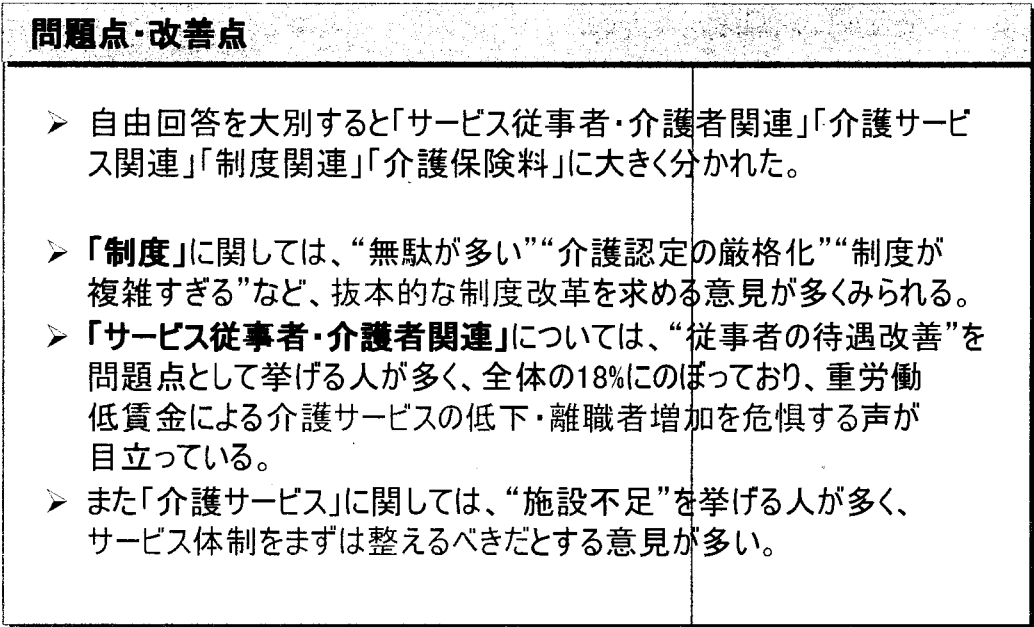 問題点・改善点
➢ 自由回答を大別すると「サービス従事者・介護者関連」「介護サービ
ス関連」「制度関連」「介護保険料」に大きく分かれた。
➢ 「制度」に関しては、“無駄が多い”“介護認定の厳格化”“制度が
複雑すぎる”など、抜本的な制度改革を求める意見が多くみられる。
➢ 「サービス従事者・介護者関連」については、“従事者の待遇改善”を
問題点として挙げる人が多く、全体の18%にのぼっており、重労働
低賃金による介護サービスの低下・離職者増加を危惧する声が
目立っている。
➢ また「介護サービス」に関しては、“施設不足”を挙げる人が多く、
サービス体制をまずは整えるべきだとする意見が多い。